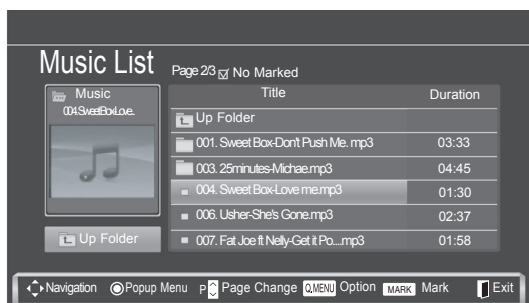 Music List
Page 2/3 No Marked
Music
004.SweetBoxLove.
Up Folder
Title Duration
Up Folder
001. Sweet Box-Don't Push Me. mp3 03:33
003. 25minutes-Michae.mp3 04:45
004. Sweet Box-Love me.mp3 01:30
006. Usher-She's Gone.mp3 02:37
007. Fat Joe ft Nelly-Get it Po....mp3 01:58
Navigation Popup Menu P Page Change Q.MENU Option MARK Mark Exit